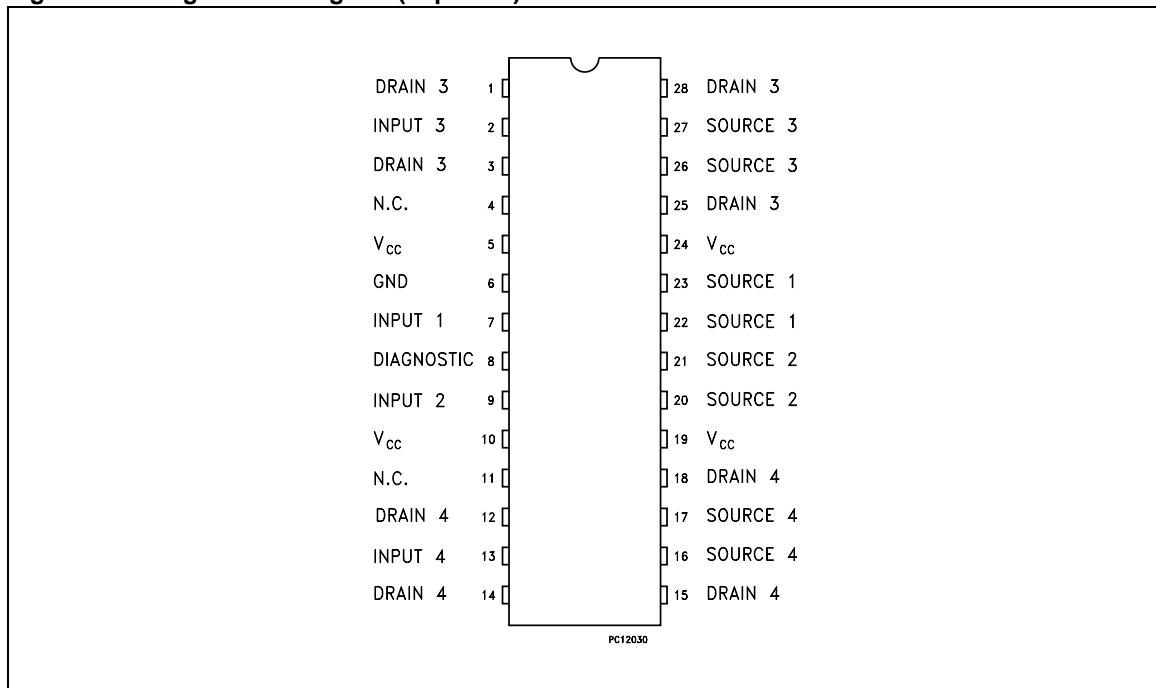 DRAIN 3 1 28 DRAIN 3
INPUT 3 2 27 SOURCE 3
DRAIN 3 3 26 SOURCE 3
N.C. 4 25 DRAIN 3
VCC 5 24 VCC
GND 6 23 SOURCE 1
INPUT 1 7 22 SOURCE 1
DIAGNOSTIC 8 21 SOURCE 2
INPUT 2 9 20 SOURCE 2
VCC 10 19 VCC
N.C. 11 18 DRAIN 4
DRAIN 4 12 17 SOURCE 4
INPUT 4 13 16 SOURCE 4
DRAIN 4 14 15 DRAIN 4
PC12030